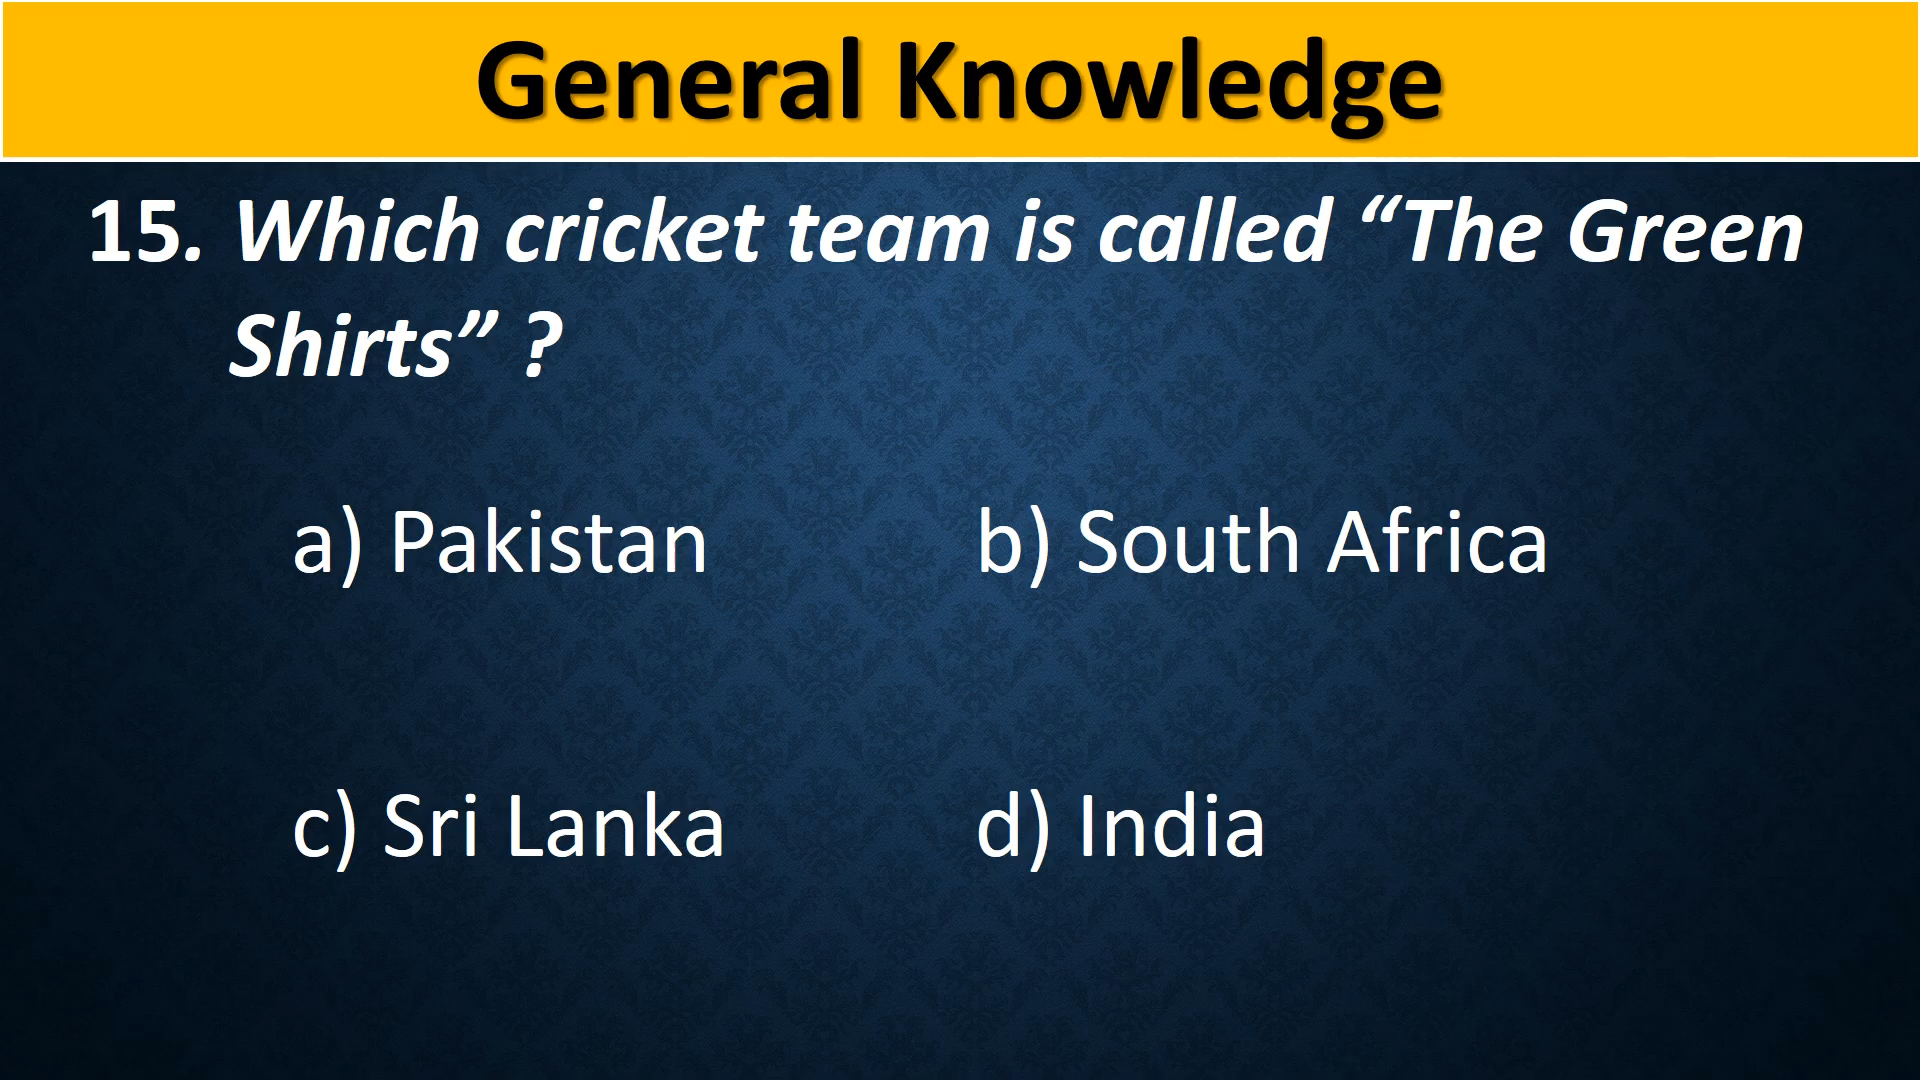 General Knowledge
15. Which cricket team is called “The Green
Shirts” ?
a) Pakistan b) South Africa
c) Sri Lanka d) India